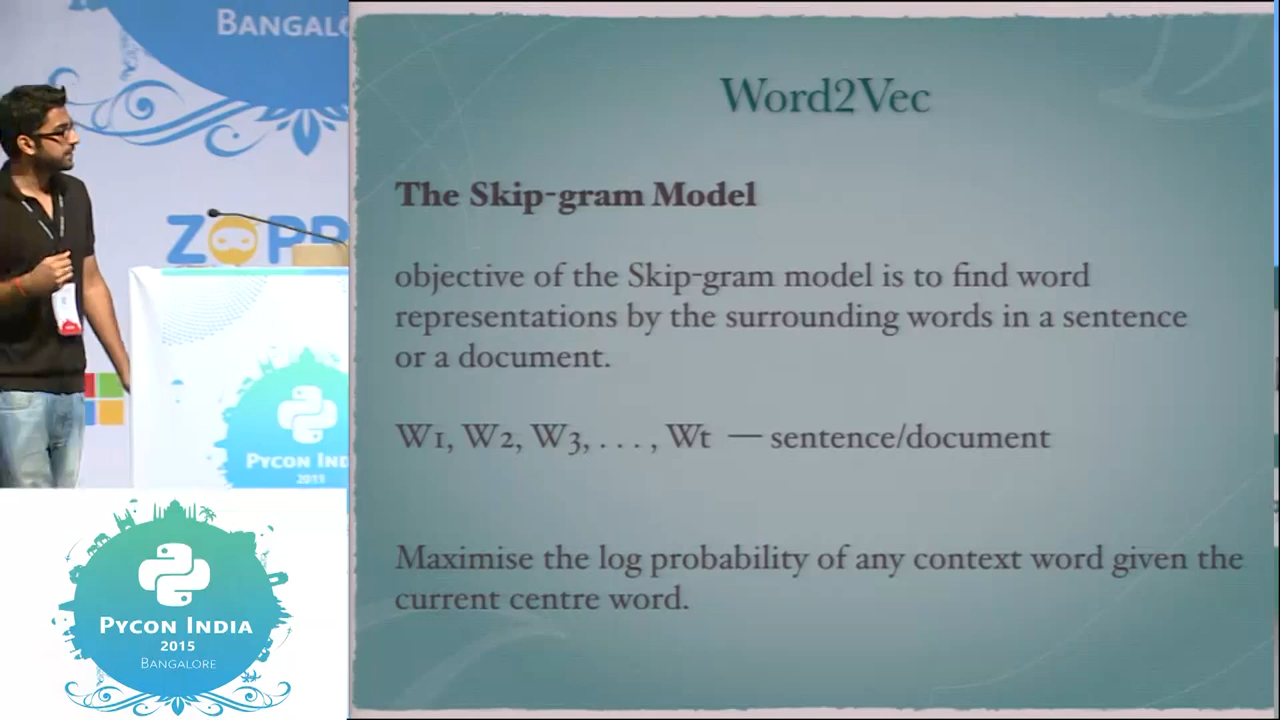 BANGALO
ZOPP
PYCON IND
2015
PYCON INDIA
2015
BANGALORE
Word2Vec
The Skip-gram Model
objective of the Skip-gram model is to find word
representations by the surrounding words in a sentence
or a document.
W1, W2, W3, . . . , Wt — sentence/document
Maximise the log probability of any context word given the
current centre word.